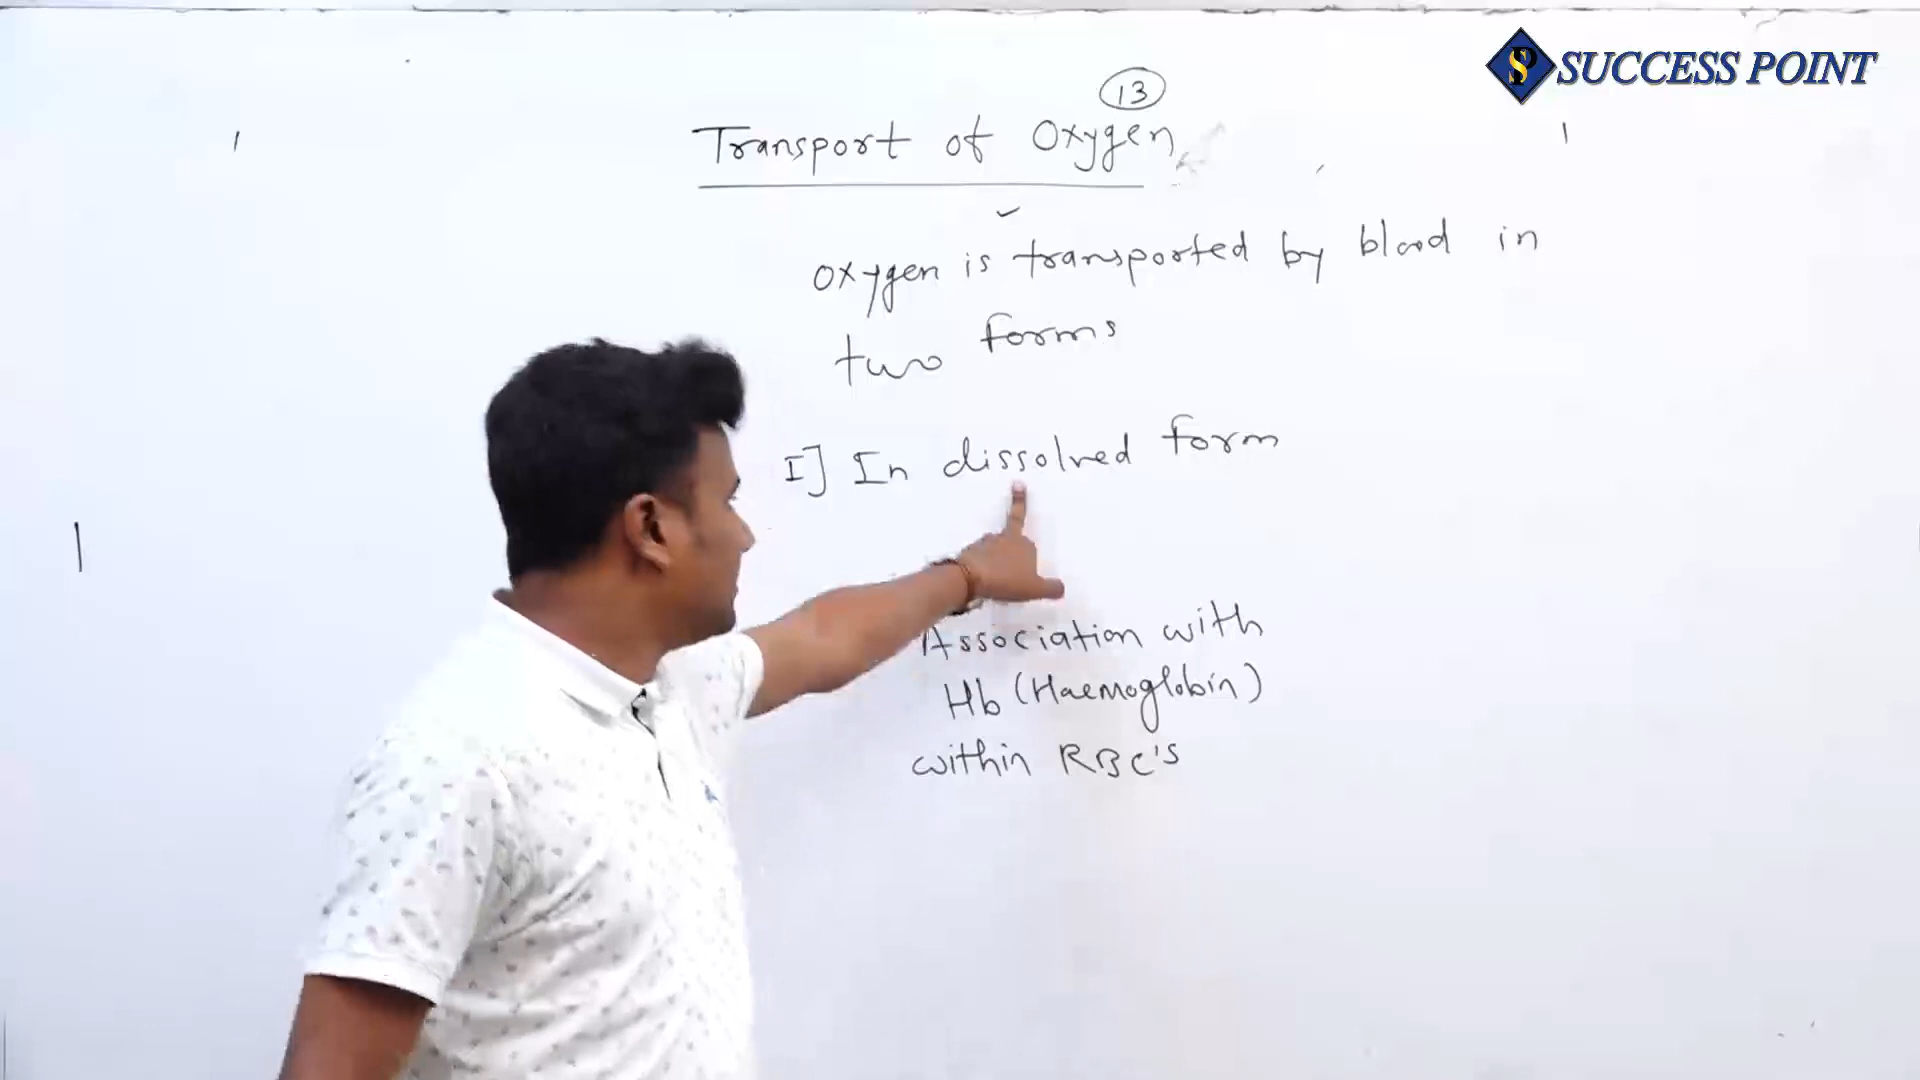 SUCCESS POINT
13
Transport of Oxygen
oxygen is transported by blood in
two forms
I] In dissolved form
Association with
Hb (Haemoglobin)
within RBC's